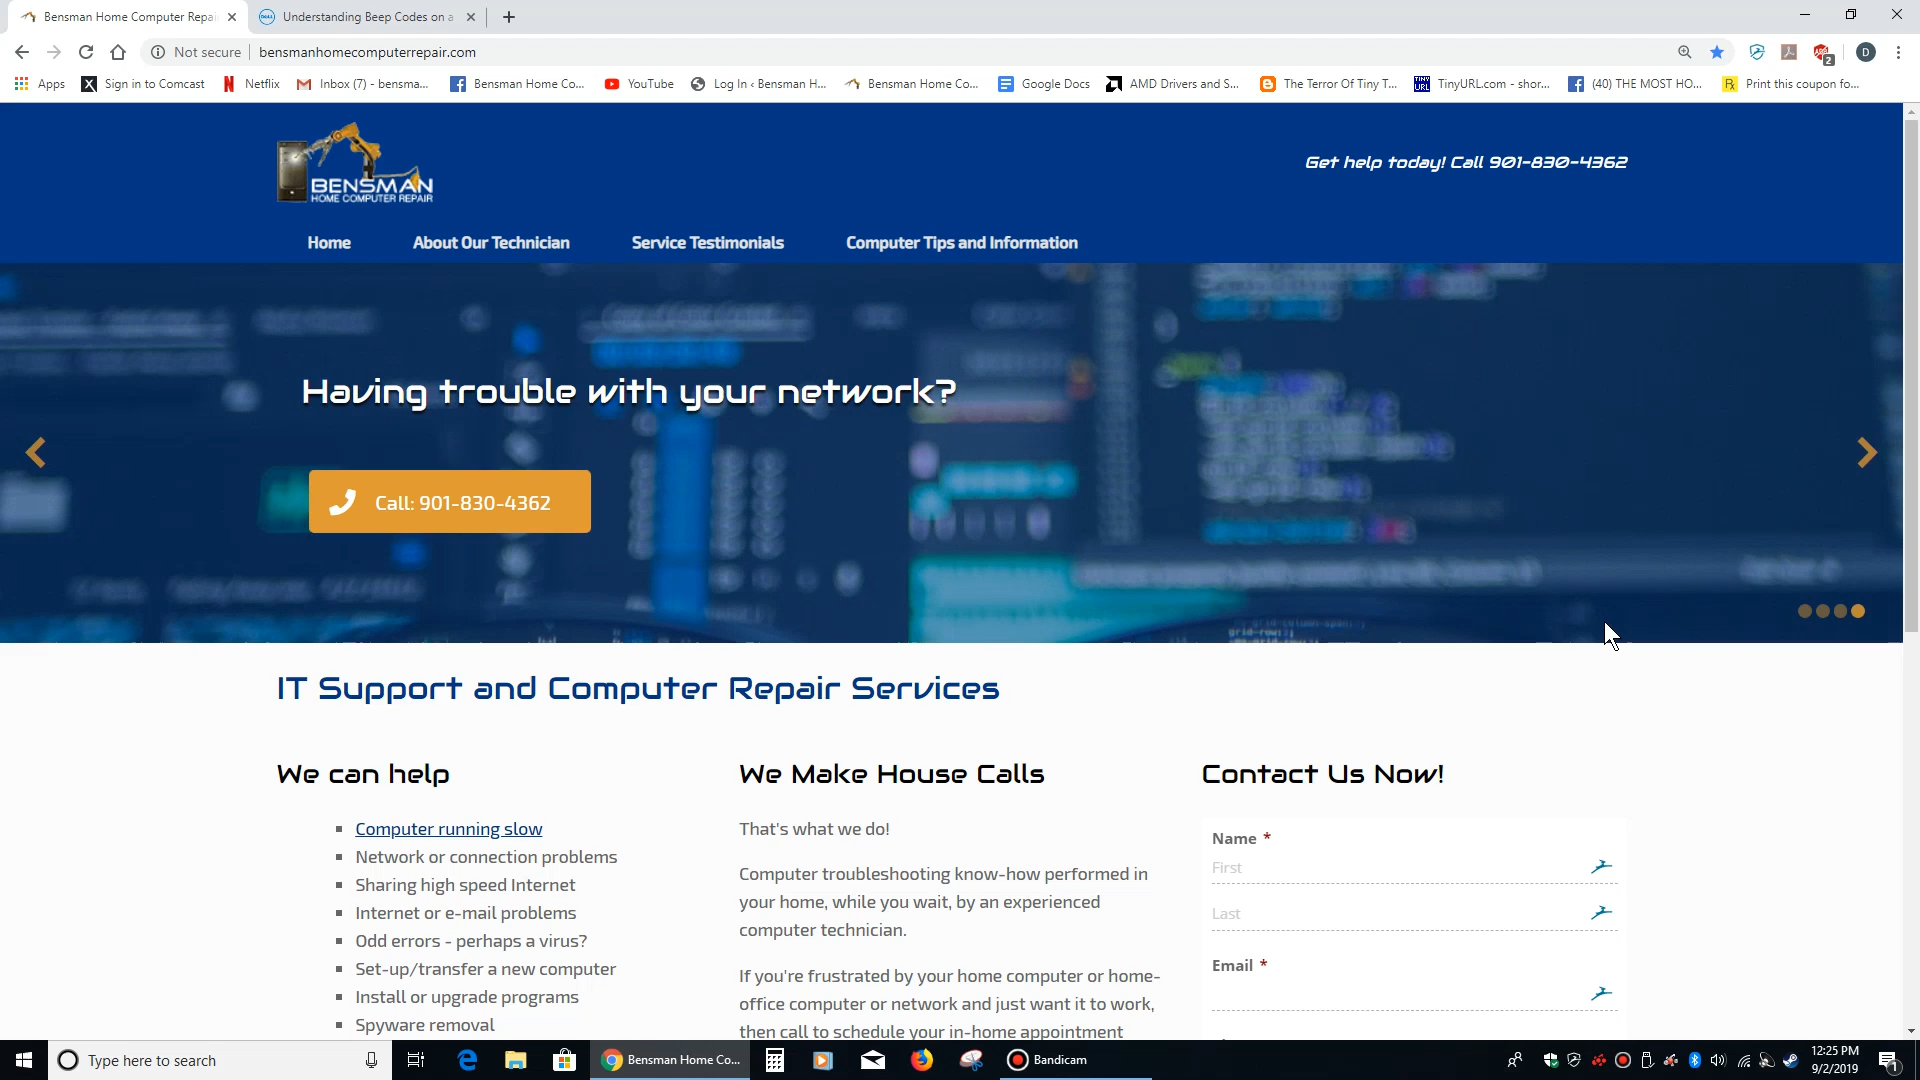 Bensman Home Computer Repai
Understanding Beep Codes on a
Not secure
bensmanhomecomputerrepair.com
2
D
Apps
Sign in to Comcast
Netflix
Inbox (7) - bensma...
Bensman Home Co...
YouTube
Log In ‹ Bensman H...
Bensman Home Co...
Google Docs
AMD Drivers and S...
The Terror Of Tiny T...
TINY
URL
TinyURL.com - shor...
(40) THE MOST HO...
Print this coupon fo...
BENSMAN
HOME COMPUTER REPAIR
Get help today! Call 901-830-4362
Home
About Our Technician
Service Testimonials
Computer Tips and Information
Having trouble with your network?
Call: 901-830-4362
IT Support and Computer Repair Services
We can help
Computer running slow
Network or connection problems
Sharing high speed Internet
Internet or e-mail problems
Odd errors - perhaps a virus?
Set-up/transfer a new computer
Install or upgrade programs
Spyware removal
We Make House Calls
That's what we do!
Computer troubleshooting know-how performed in
your home, while you wait, by an experienced
computer technician.
If you're frustrated by your home computer or home-
office computer or network and just want it to work,
then call to schedule your in-home appointment
Contact Us Now!
Name *
First
Last
Email *
Type here to search
Bensman Home Co...
Bandicam
12:25 PM
9/2/2019
1